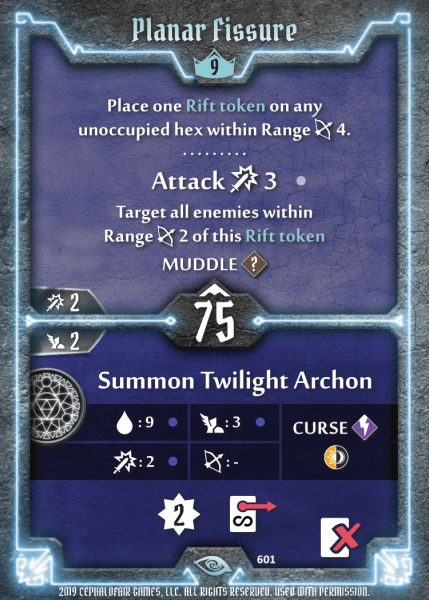 Planar Fissure
9
Place one Rift token on any
unoccupied hex within Range 4.
.........
Attack 3
Target all enemies within
Range 2 of this Rift token
MUDDLE ?
2
75
2
Summon Twilight Archon
: 9 : 3 CURSE
: 2 : -
2
601
2019 CEPHALOFAIR GAMES, LLC. ALL RIGHTS RESERVED. USED WITH PERMISSION.